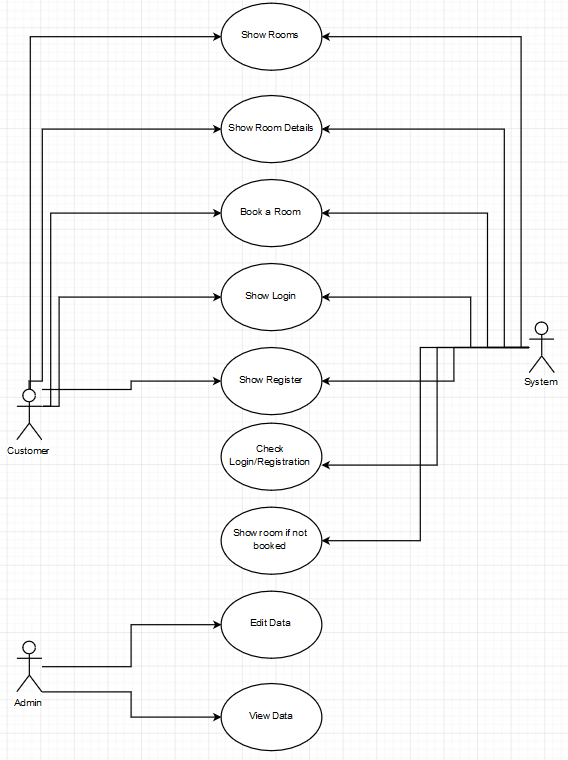 Show Rooms
Show Room Details
Book a Room
Show Login
System
Show Register
Customer
Check
Login/Registration
Show room if not
booked
Edit Data
Admin
View Data